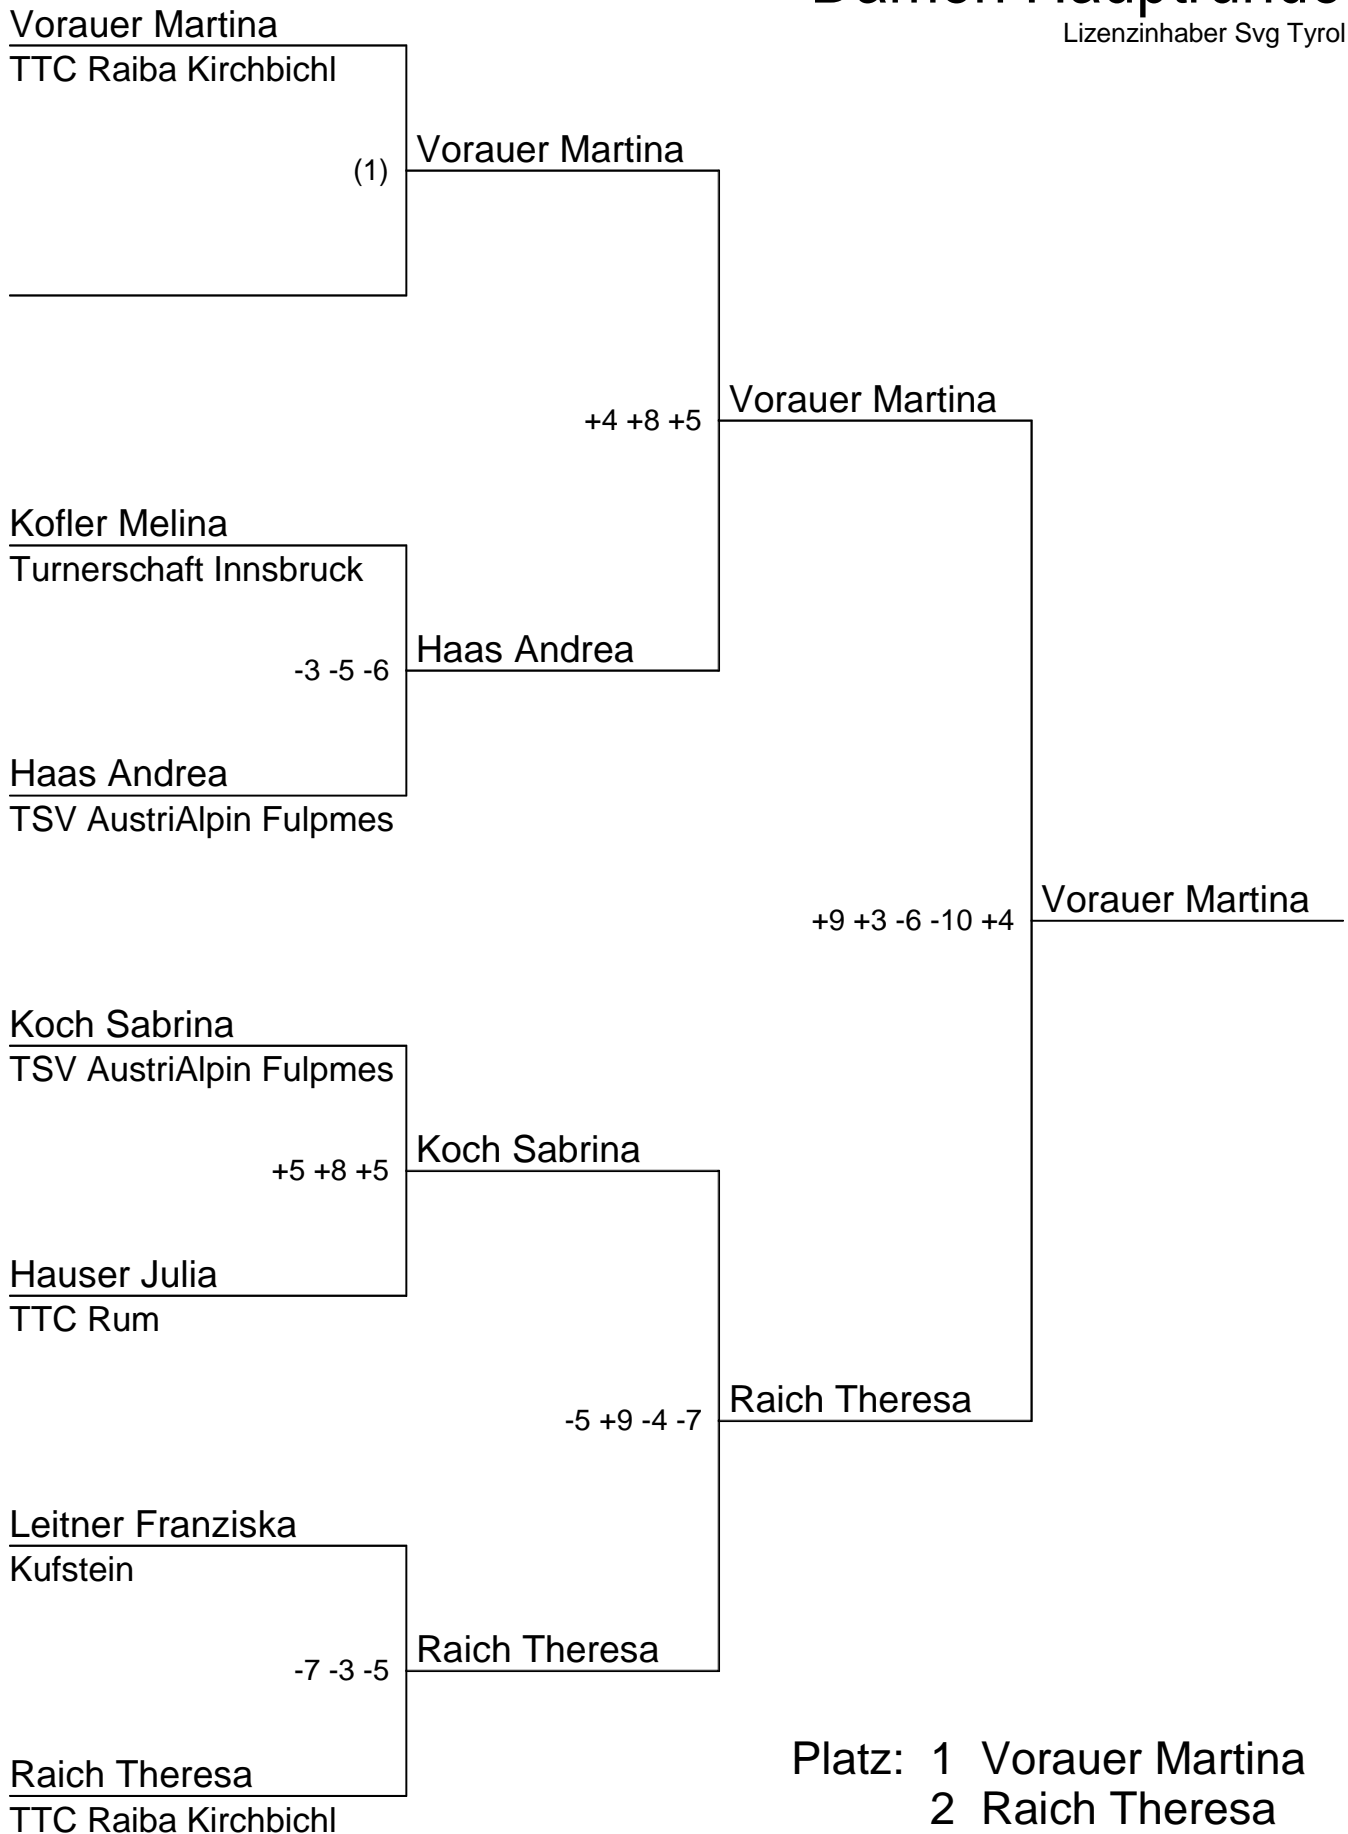 Lizenzinhaber Svg Tyrol
Vorauer Martina
TTC Raiba Kirchbichl
(1)
Vorauer Martina
+4 +8 +5
Vorauer Martina
Kofler Melina
Turnerschaft Innsbruck
-3 -5 -6
Haas Andrea
Haas Andrea
TSV AustriAlpin Fulpmes
+9 +3 -6 -10 +4
Vorauer Martina
Koch Sabrina
TSV AustriAlpin Fulpmes
+5 +8 +5
Koch Sabrina
Hauser Julia
TTC Rum
-5 +9 -4 -7
Raich Theresa
Leitner Franziska
Kufstein
-7 -3 -5
Raich Theresa
Raich Theresa
TTC Raiba Kirchbichl
Platz: 1 Vorauer Martina
2 Raich Theresa